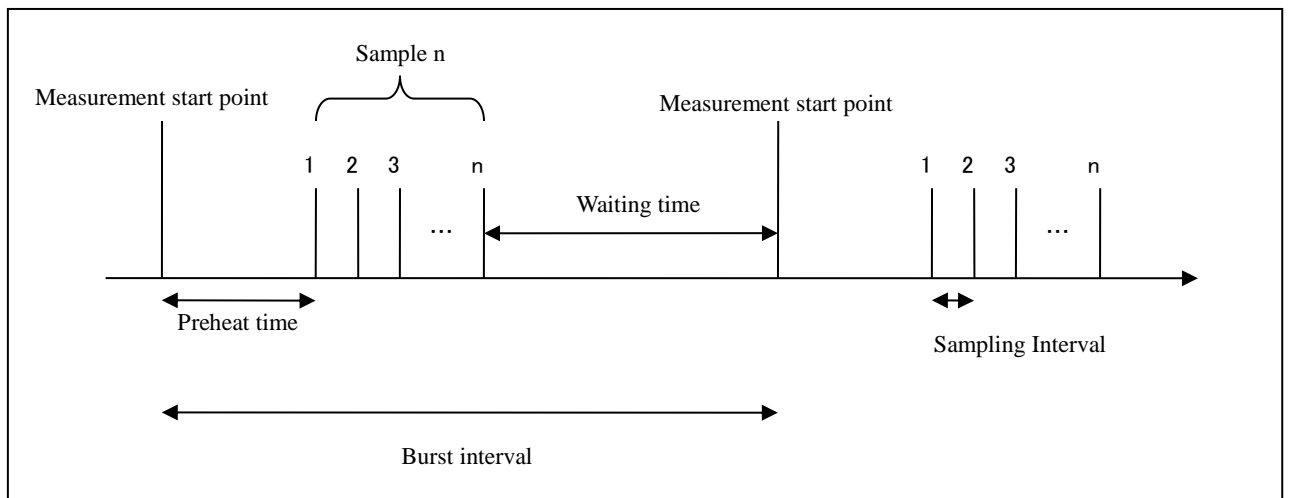 Sample n
Measurement start point
Measurement start point
1 2 3 n
1 2 3 n
Waiting time
...
...
Preheat time
Sampling Interval
Burst interval